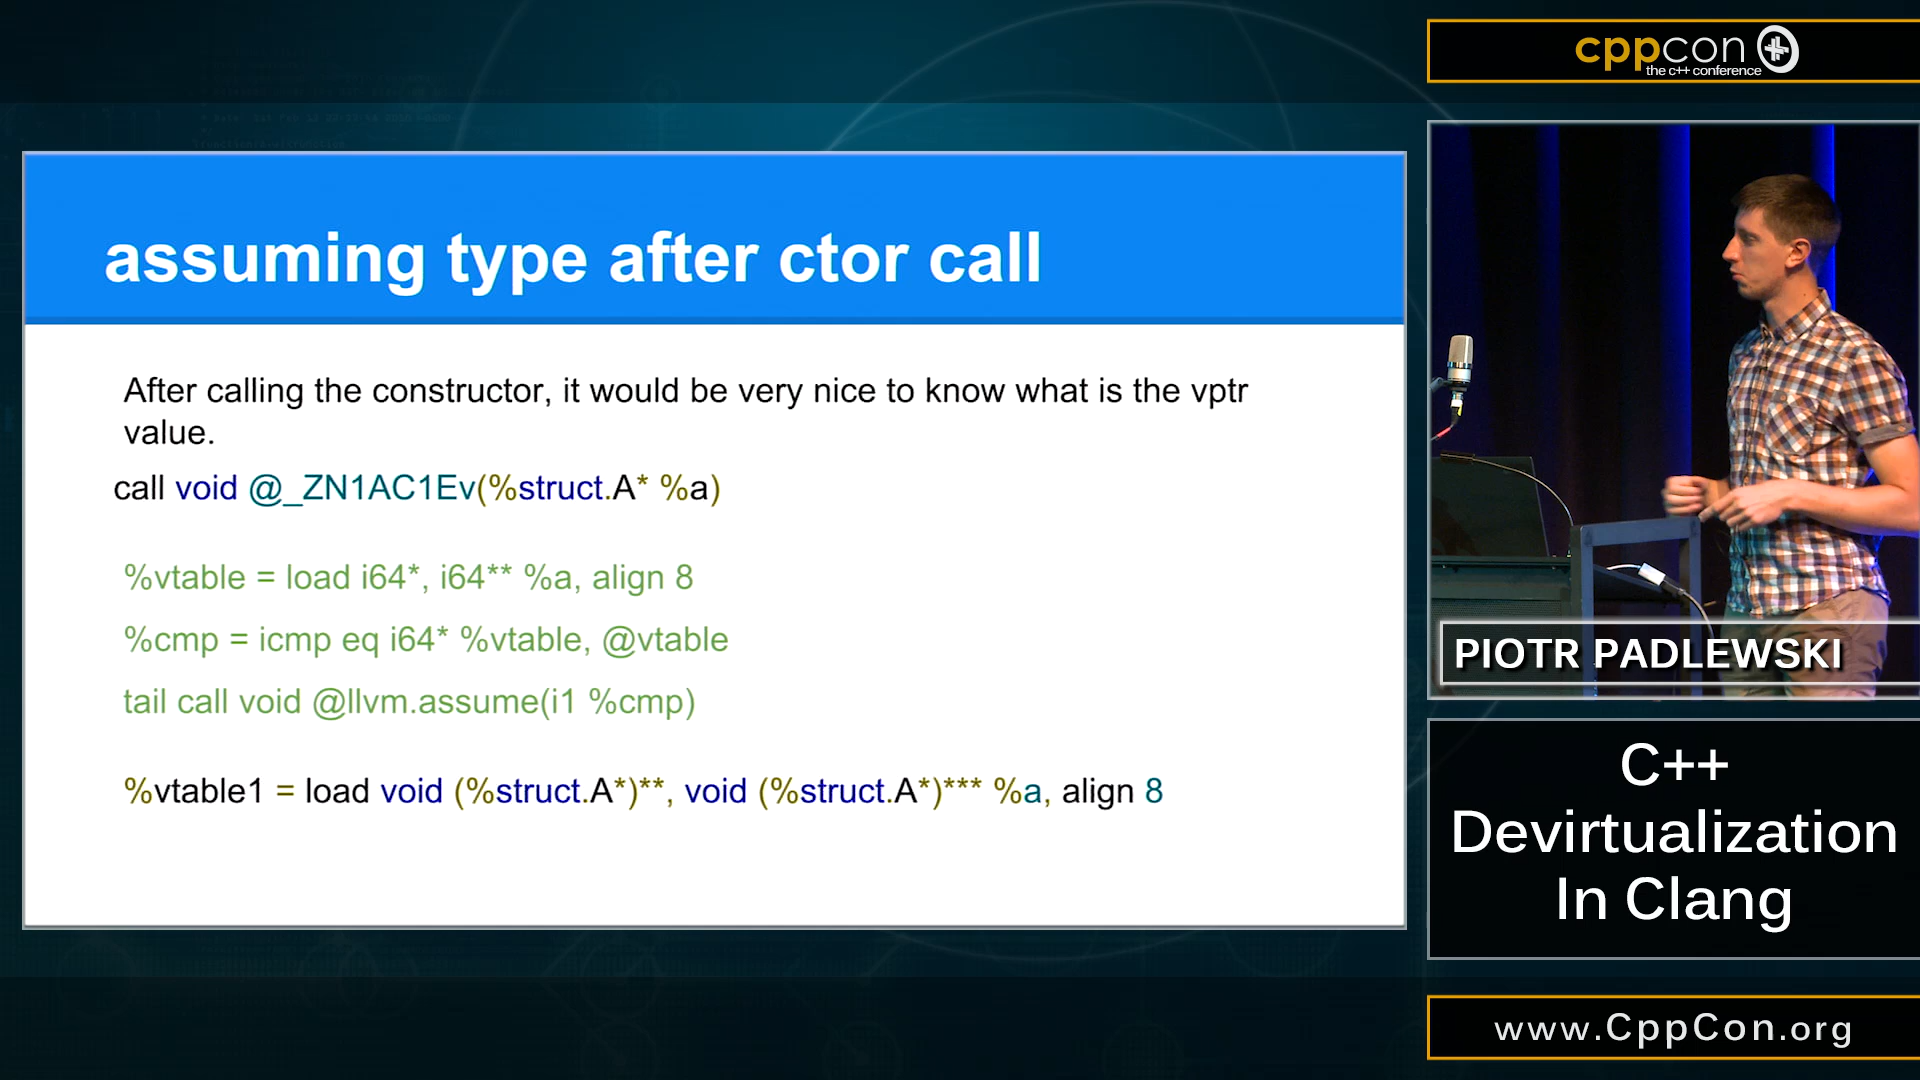 cppcon
the c++ conference
assuming type after ctor call
After calling the constructor, it would be very nice to know what is the vptr
value.
call void @_ZN1AC1Ev(%struct.A* %a)
%vtable = load i64*, i64** %a, align 8
%cmp = icmp eq i64* %vtable, @vtable
tail call void @llvm.assume(i1 %cmp)
%vtable1 = load void (%struct.A*)**, void (%struct.A*)*** %a, align 8
PIOTR PADLEWSKI
C++
Devirtualization
In Clang
www.CppCon.org